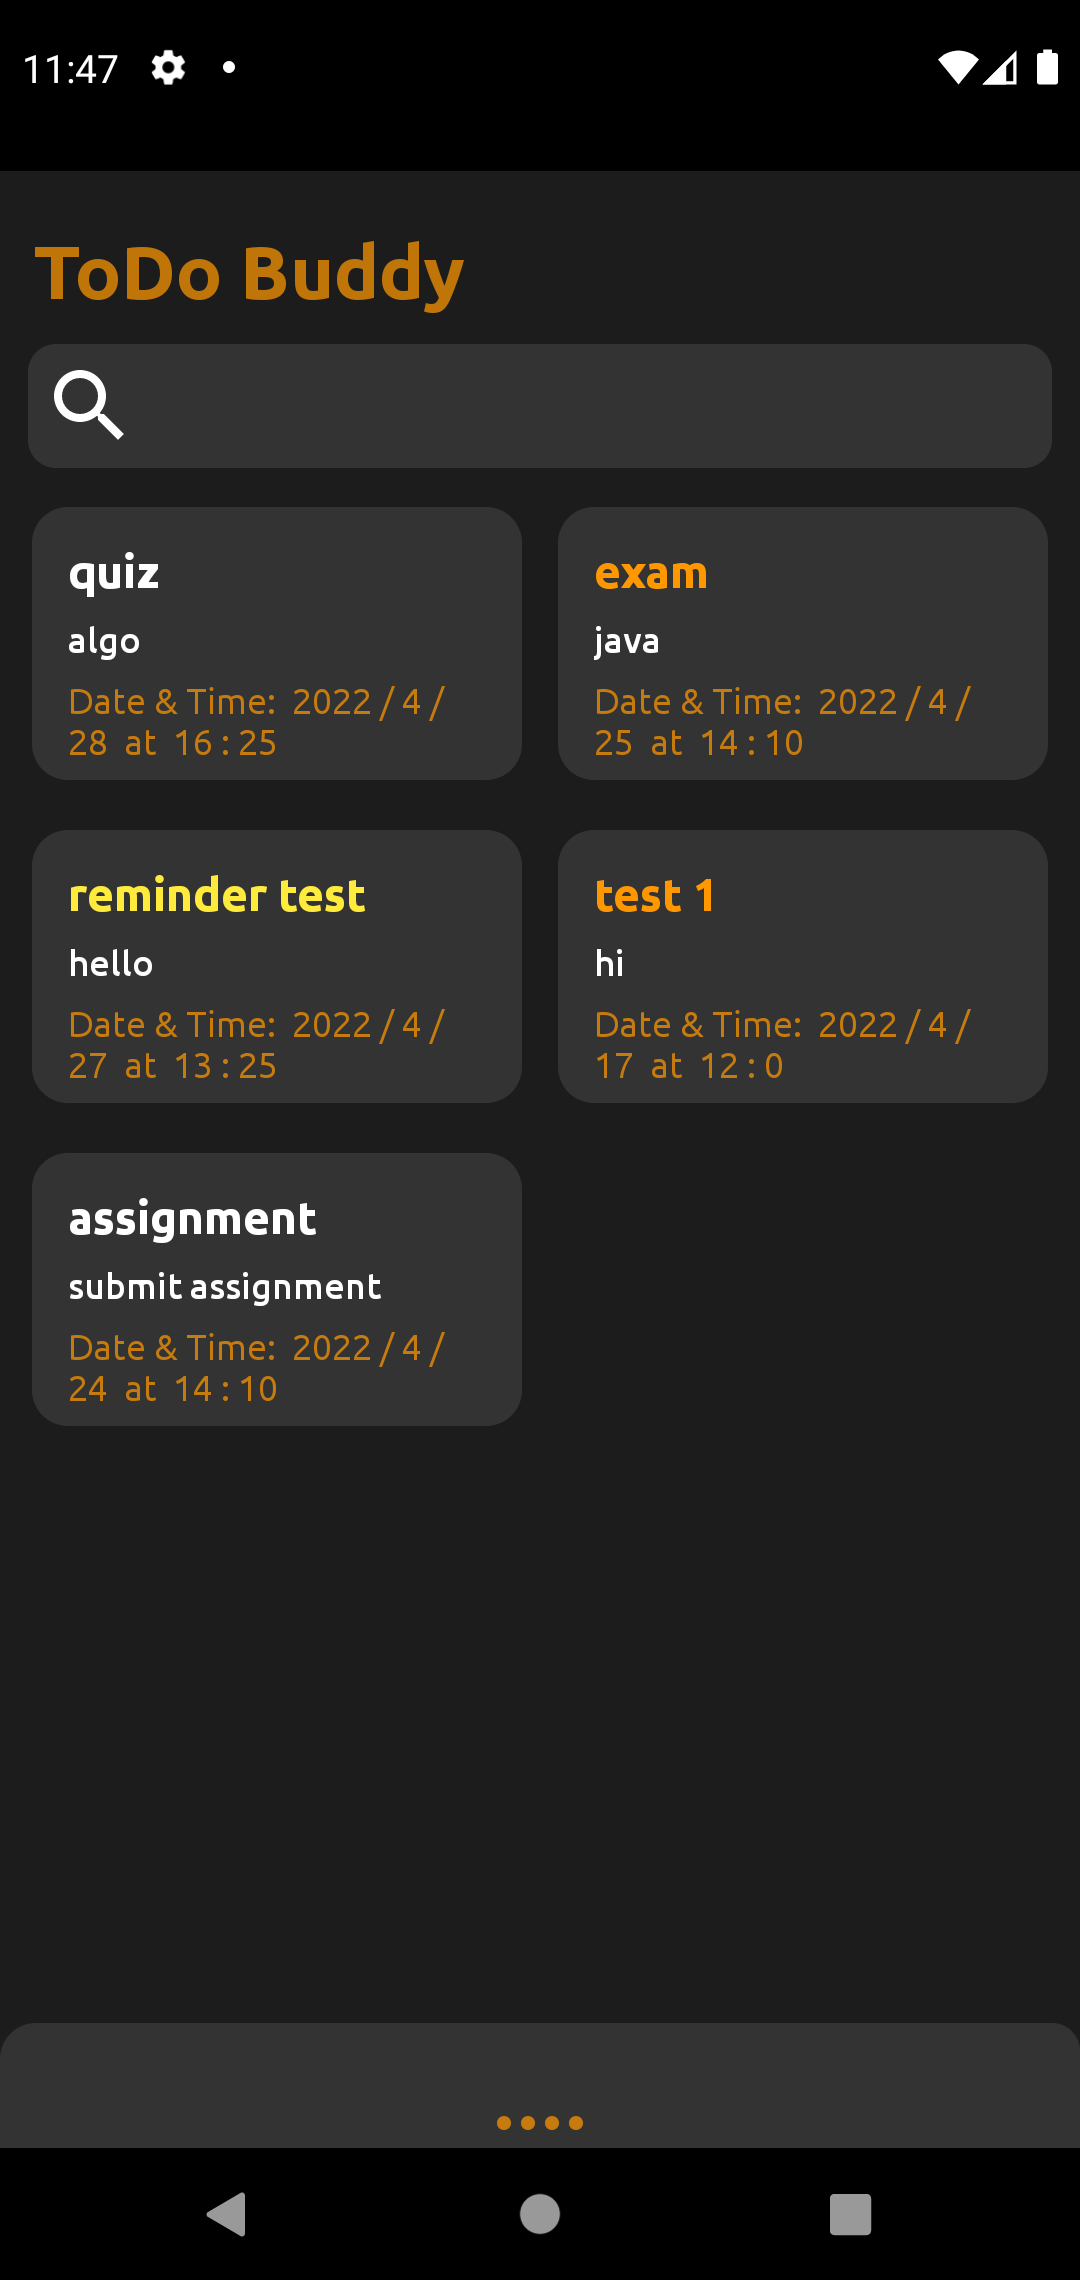 11:47
ToDo Buddy
quiz
algo
Date & Time:  2022 / 4 /
28  at  16 : 25
exam
java
Date & Time:  2022 / 4 /
25  at  14 : 10
reminder test
hello
Date & Time:  2022 / 4 /
27  at  13 : 25
test 1
hi
Date & Time:  2022 / 4 /
17  at  12 : 0
assignment
submit assignment
Date & Time:  2022 / 4 /
24  at  14 : 10